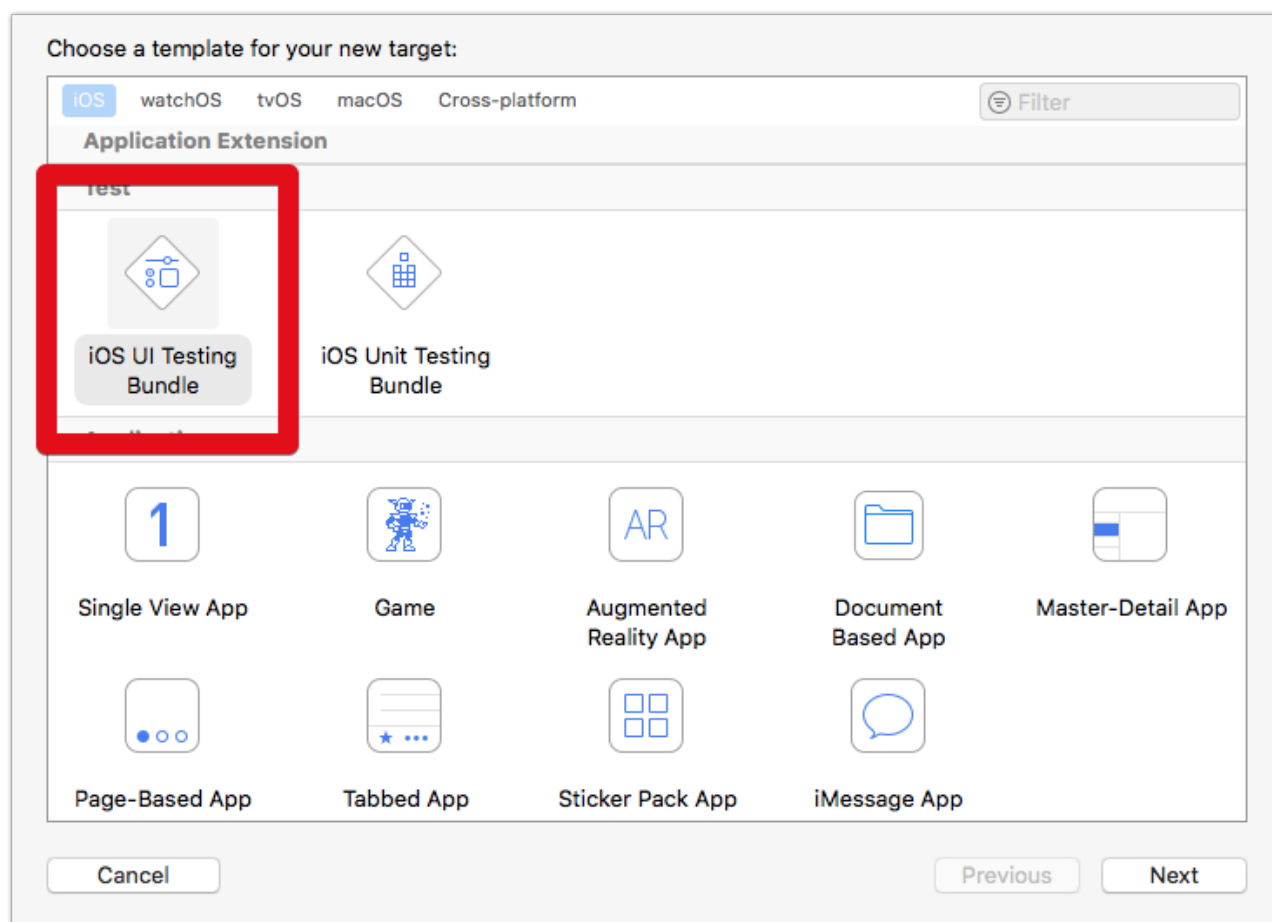 Choose a template for your new target:
iOS watchOS tvOS macOS Cross-platform Filter
Application Extension
Test
iOS UI Testing Bundle
iOS Unit Testing Bundle
1 AR
Single View App
Game
Augmented Reality App
Document Based App
Master-Detail App
Page-Based App
Tabbed App
Sticker Pack App
iMessage App
Cancel Previous Next